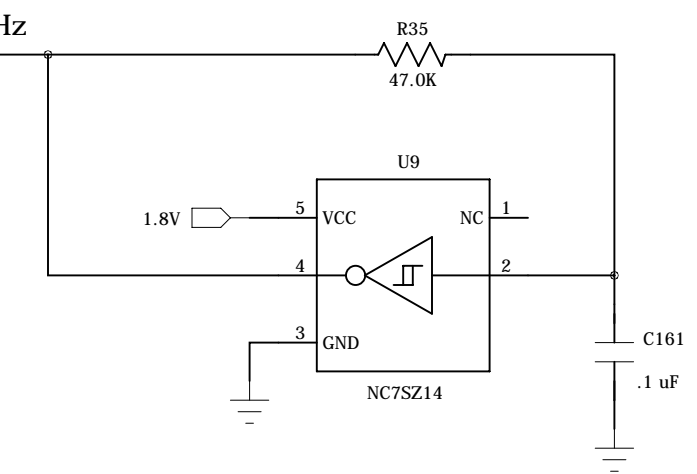 Hz
R35
47.0K
U9
1.8V
5
VCC
NC
1
4
2
3
GND
C161
.1 uF
NC7SZ14